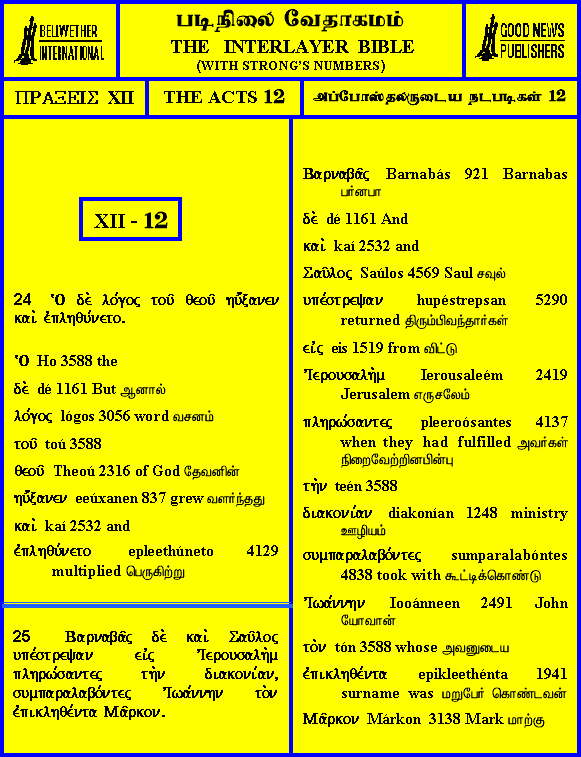 BELLWETHER
INTERNATIONAL
படிநிலை வேதாகமம்
THE INTERLAYER BIBLE
(WITH STRONG'S NUMBERS)
GOOD NEWS
PUBLISHERS
ΠΡΑΞΕΙΣ XII
THE ACTS 12
அப்போஸ்தலருடைய நடபடிகள் 12
XII - 12
24 Ὁ δὲ λόγος τοῦ θεοῦ ηὔξανεν
καὶ ἐπληθύνετο.
Ὁ Ho 3588 the
δὲ dé 1161 But ஆனால்
λόγος lógos 3056 word வசனம்
τοῦ toú 3588
θεοῦ Theoú 2316 of God தேவனின்
ηὔξανεν eeúxanen 837 grew வளர்ந்தது
καὶ kaí 2532 and
ἐπληθύνετο epleethúneto 4129
multiplied பெருகிற்று
25 Βαρναβᾶς δὲ καὶ Σαῦλος
υπέστρεψαν εἰς Ἰερουσαλὴμ
πληρώσαντες τὴν διακονίαν,
συμπαραλαβόντες Ἰωάννην τὸν
ἐπικληθέντα Μᾶρκον.
Βαρναβᾶς Barnabás 921 Barnabas
பர்னபா
δὲ dé 1161 And
καὶ kaí 2532 and
Σαῦλος Saúlos 4569 Saul சவுல்
υπέστρεψαν hupéstrepsan 5290
returned திரும்பிவந்தார்கள்
εἰς eis 1519 from விட்டு
Ἰερουσαλὴμ Ierousaleém 2419
Jerusalem எருசலேம்
πληρώσαντες pleeroósantes 4137
when they had fulfilled அவர்கள்
நிறைவேற்றினபின்பு
τὴν teén 3588
διακονίαν diakonían 1248 ministry
ஊழியம்
συμπαραλαβόντες sumparalabóntes
4838 took with கூட்டிக்கொண்டு
Ἰωάννην Iooánneen 2491 John
யோவான்
τὸν tón 3588 whose அவனுடைய
ἐπικληθέντα epikleethénta 1941
surname was மறுபேர் கொண்டவன்
Μᾶρκον Márkon 3138 Mark மாற்கு